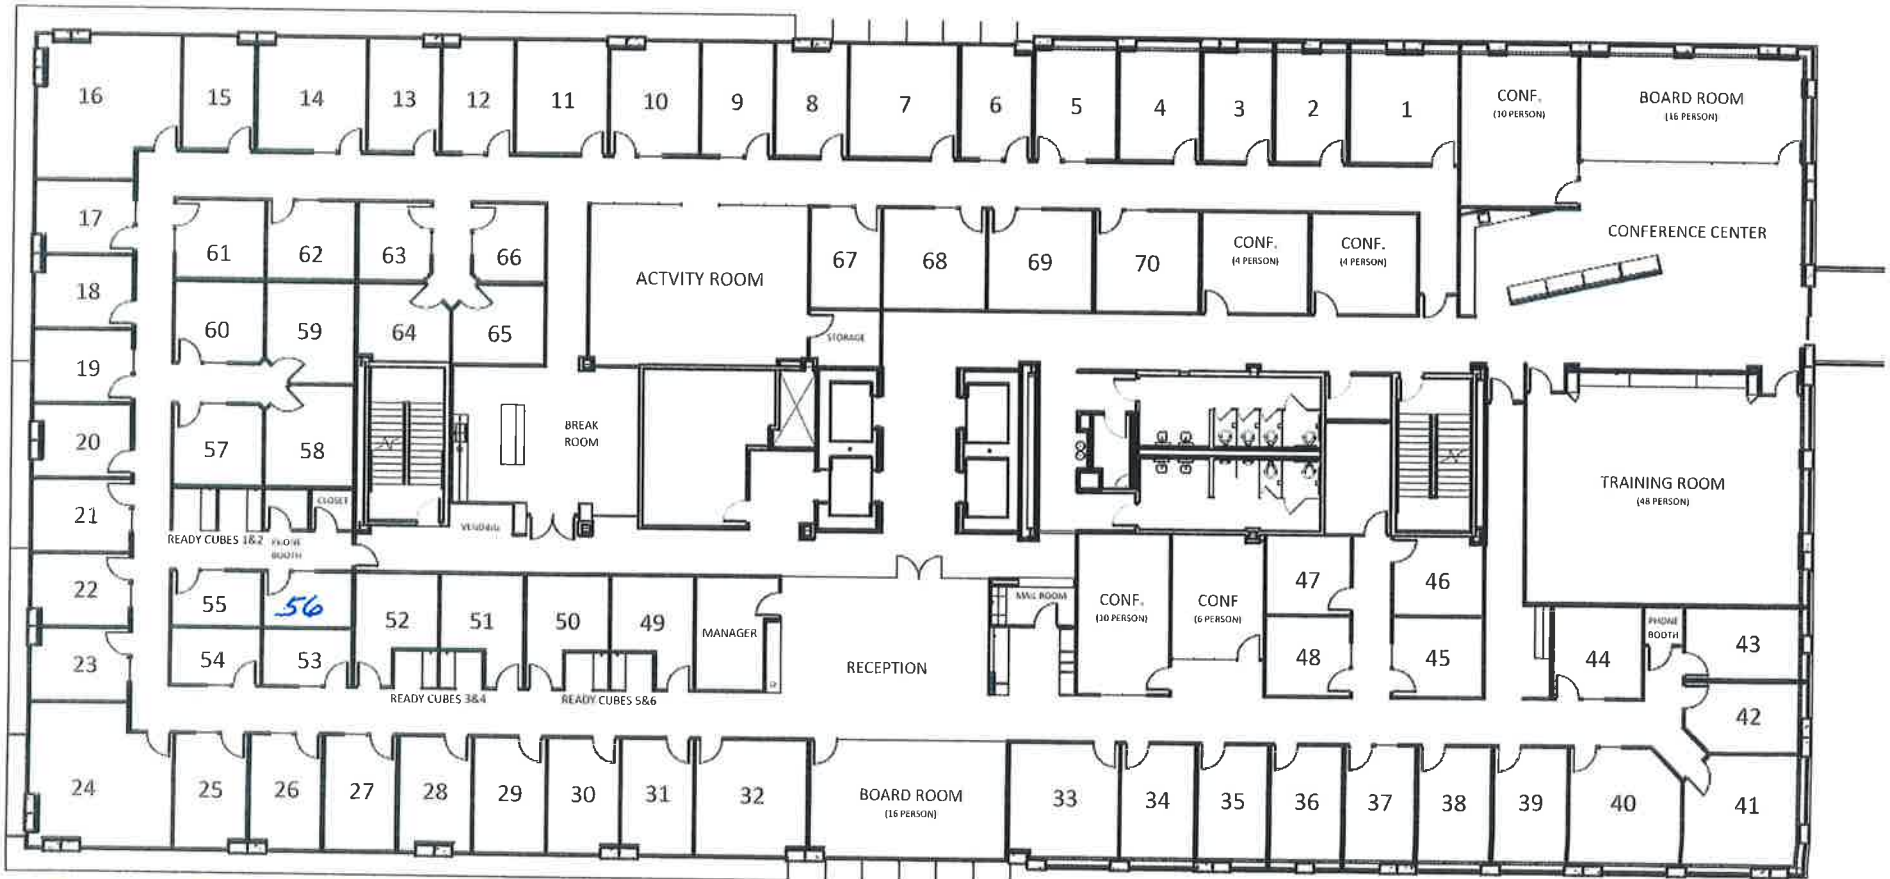 16 15 14 13 12 11 10 9 8 7 6 5 4 3 2 1
CONF.
(10 PERSON)
BOARD ROOM
(16 PERSON)
17
61 62 63 66
ACTVITY ROOM
67 68 69 70
CONF.
(4 PERSON)
CONF.
(4 PERSON)
CONFERENCE CENTER
18
60 59 64 65
STORAGE
19
20
57 58
BREAK
ROOM
TRAINING ROOM
(48 PERSON)
21
CLOSET
VENDING
READY CUBES 1&2
PHONE
BOOTH
22
55 56
52 51 50 49
MANAGER
MAIL ROOM
CONF.
(10 PERSON)
CONF
(6 PERSON)
47 46
23
54 53
RECEPTION
48 45
44
PHONE
BOOTH
43
READY CUBES 3&4
READY CUBES 5&6
42
24 25 26 27 28 29 30 31 32
BOARD ROOM
(16 PERSON)
33 34 35 36 37 38 39 40 41